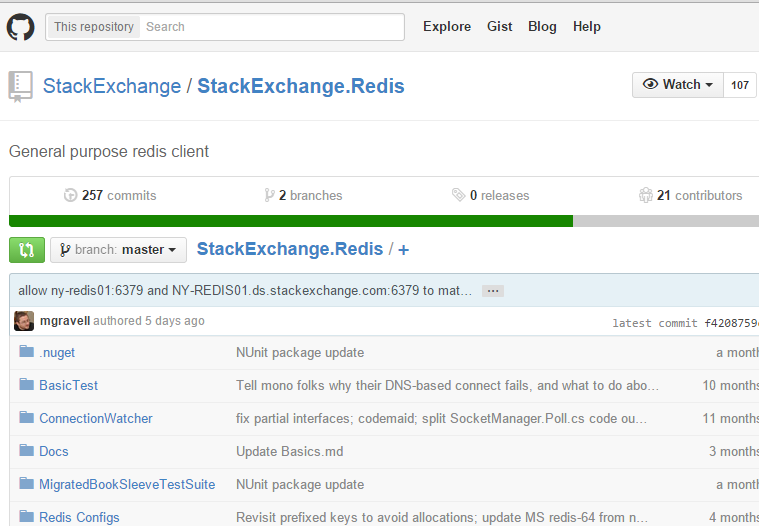 This repository Search Explore Gist Blog Help
StackExchange / StackExchange.Redis Watch 107
General purpose redis client
257 commits 2 branches 0 releases 21 contributors
branch: master StackExchange.Redis / +
allow ny-redis01:6379 and NY-REDIS01.ds.stackexchange.com:6379 to mat… …
mgravell authored 5 days ago latest commit f4208759
.nuget NUnit package update a month
BasicTest Tell mono folks why their DNS-based connect fails, and what to do abo… 10 months
ConnectionWatcher fix partial interfaces; codemaid; split SocketManager.Poll.cs code ou… 11 months
Docs Update Basics.md 3 months
MigratedBookSleeveTestSuite NUnit package update a month
Redis Configs Revisit prefixed keys to avoid allocations; update MS redis-64 from n… 4 months